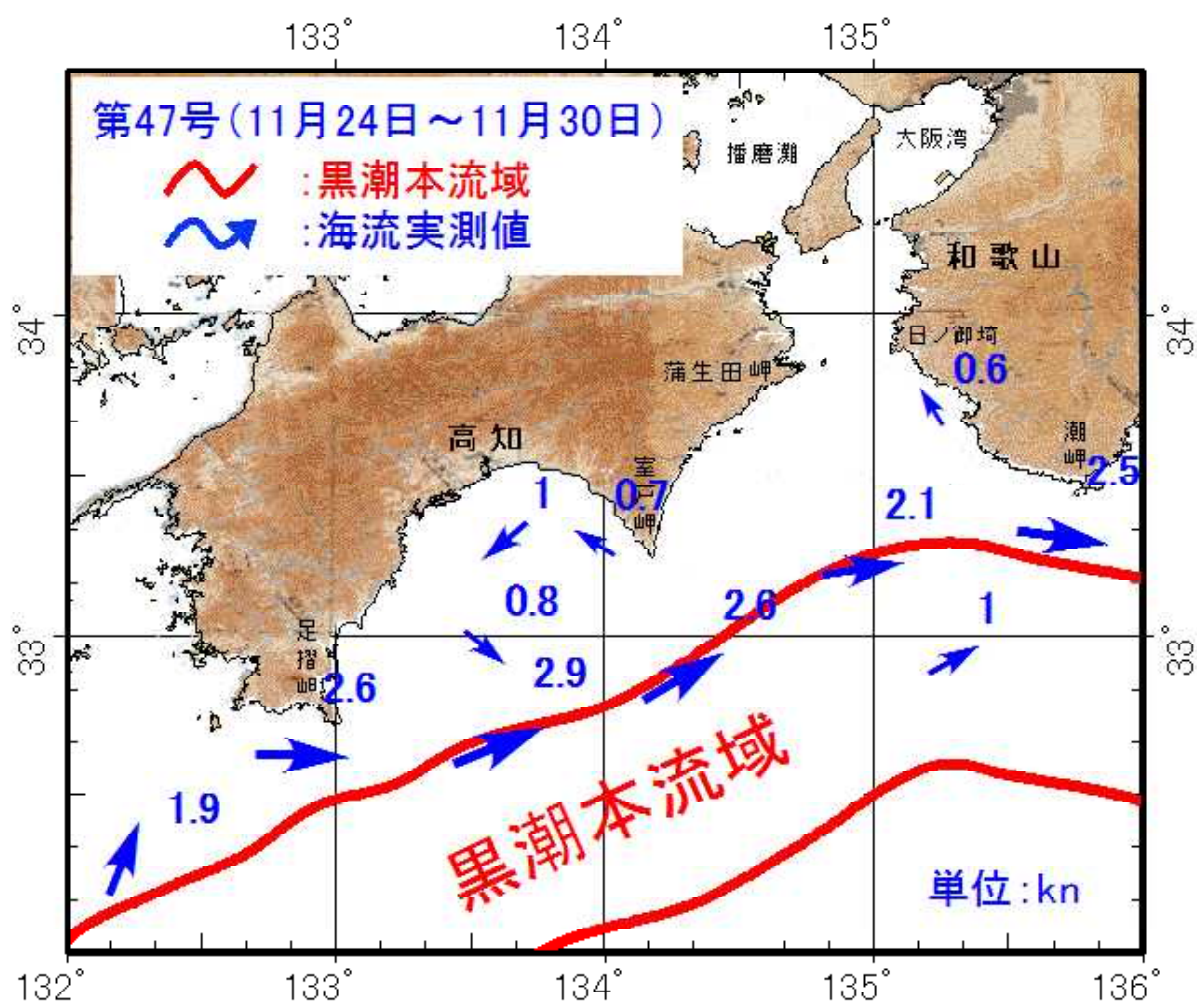 133°
134°
135°
第47号(11月24日～11月30日)
:黒潮本流域
:海流実測値
播磨灘
大阪湾
和歌山
34°
34°
日ノ御埼
蒲生田岬
0.6
高知
潮岬
室戸岬
2.5
1
0.7
2.1
0.8
2.6
1
33°
33°
足摺岬
2.6
2.9
1.9
黒潮本流域
単位:kn
132°
133°
134°
135°
136°